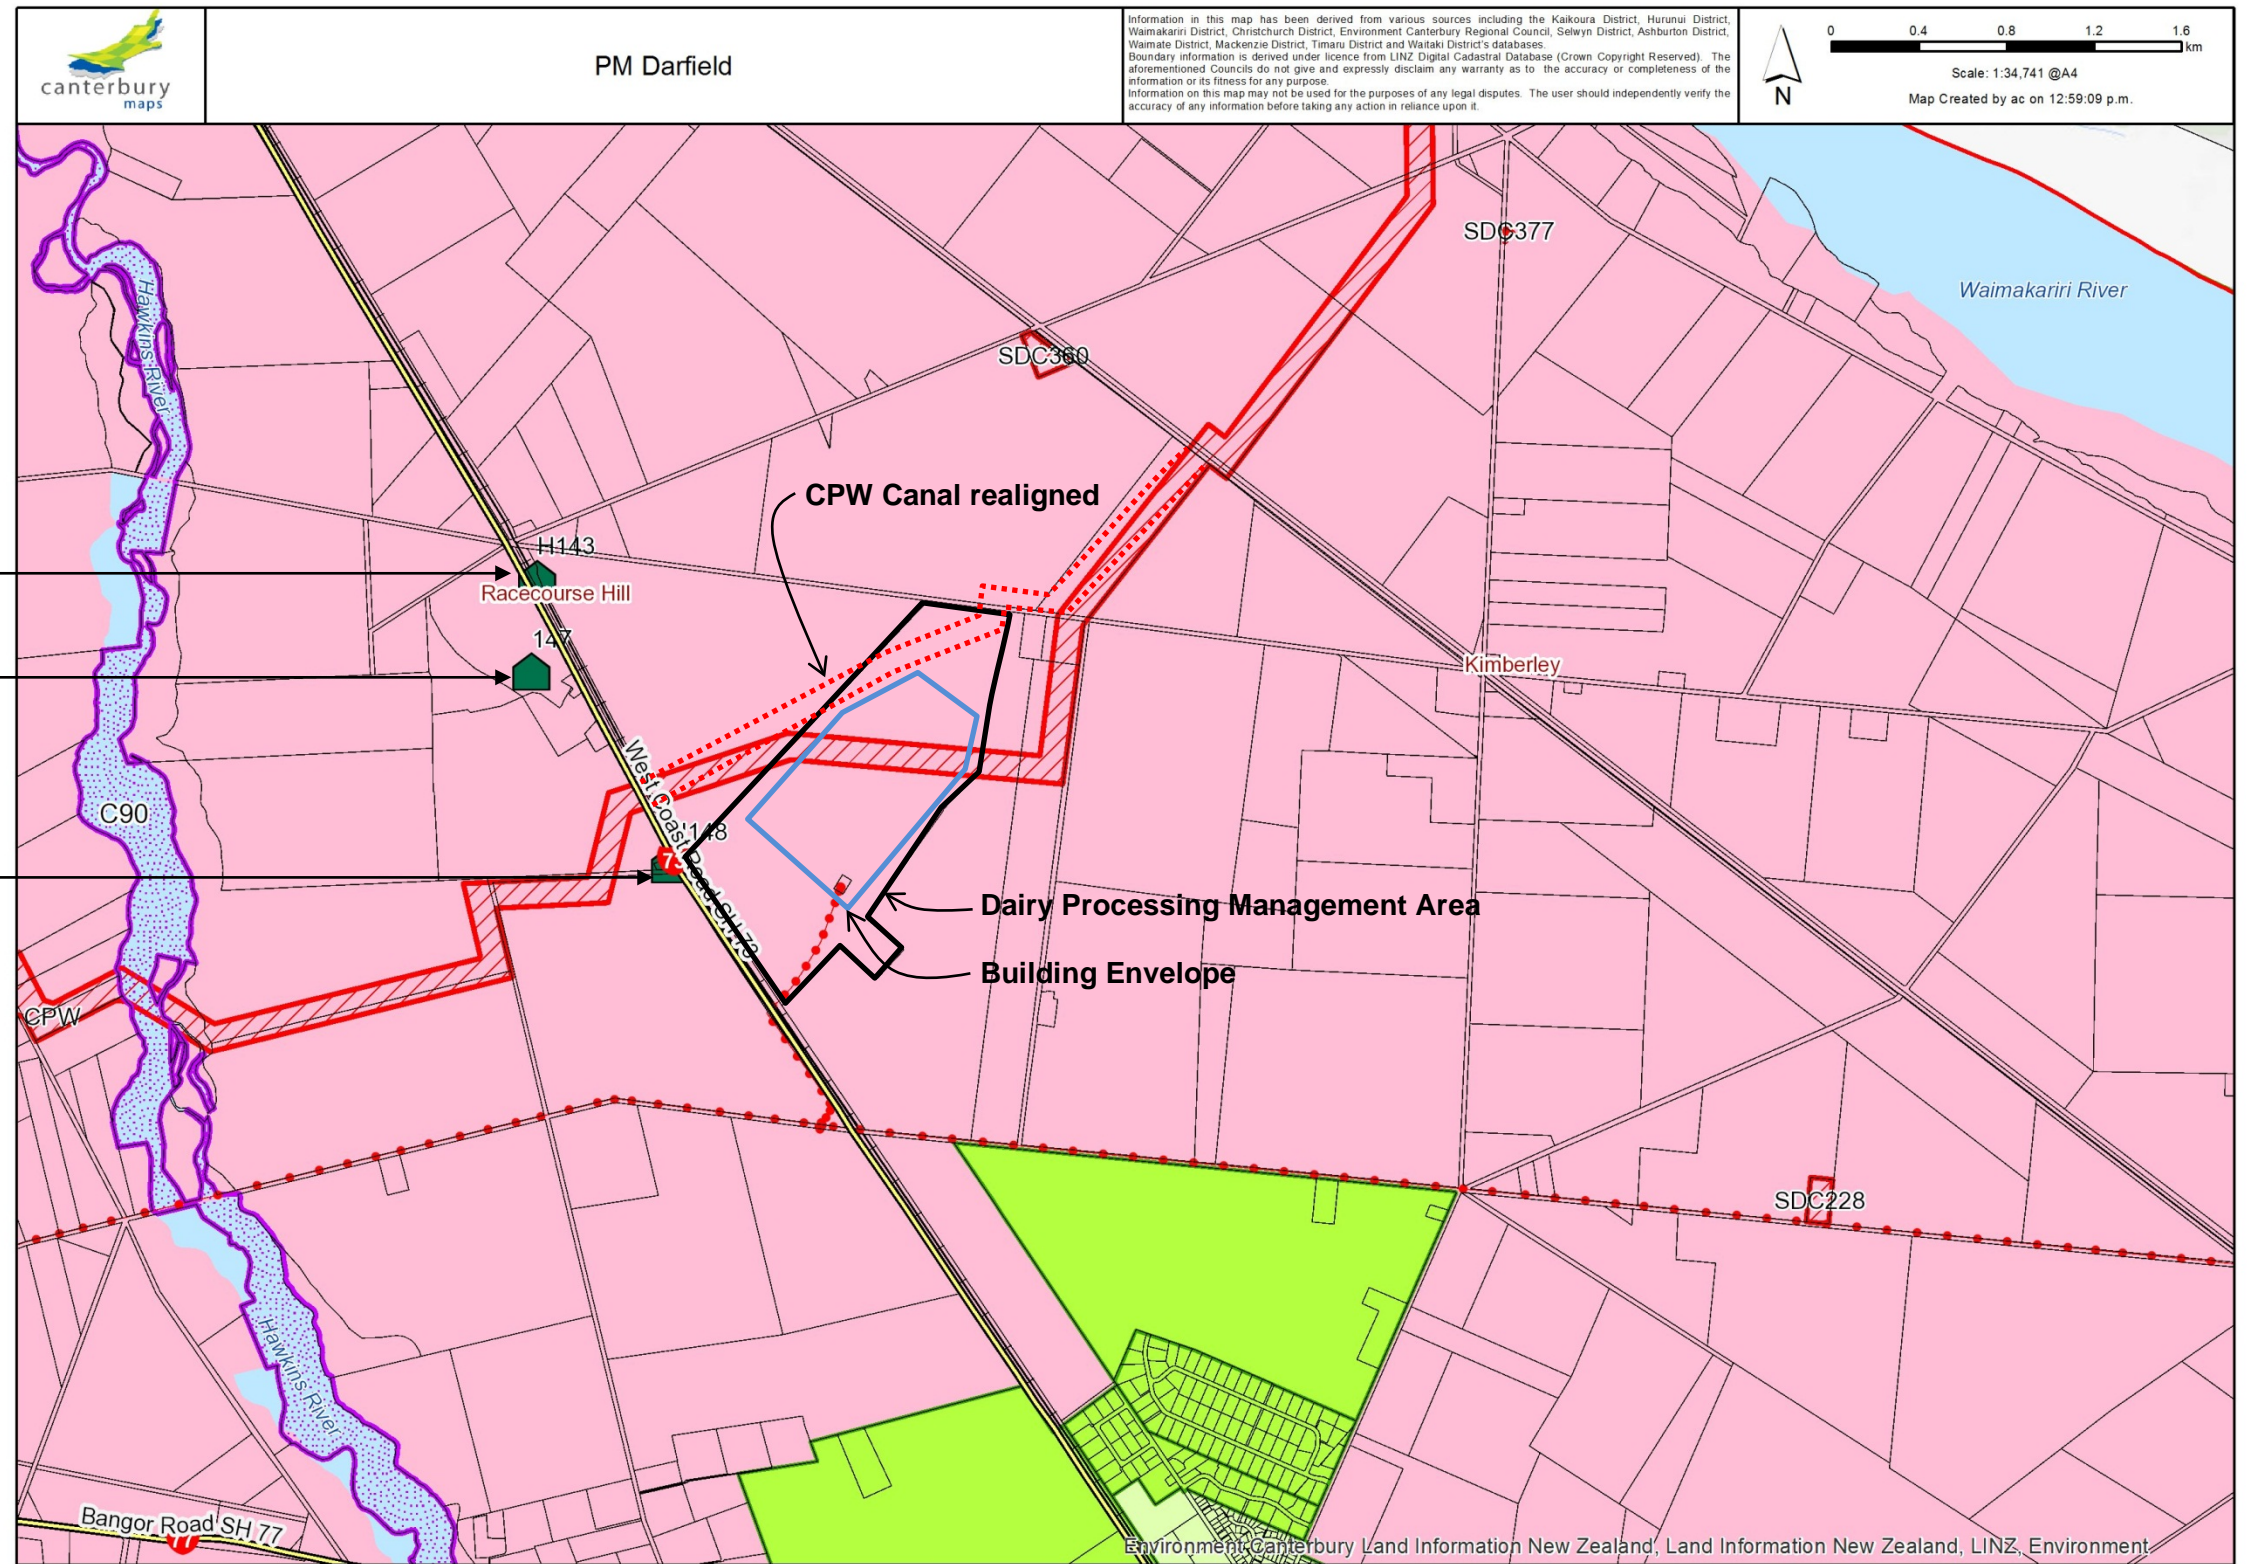 canterbury
maps
PM Darfield
Information in this map has been derived from various sources including the Kaikoura District, Hurunui District,
Waimakariri District, Christchurch District, Environment Canterbury Regional Council, Selwyn District, Ashburton District,
Waimate District, Mackenzie District, Timaru District and Waitaki District's databases.
Boundary information is derived under licence from LINZ Digital Cadastral Database (Crown Copyright Reserved). The
aforementioned Councils do not give and expressly disclaim any warranty as to the accuracy or completeness of the
information or its fitness for any purpose.
Information on this map may not be used for the purposes of any legal disputes. The user should independently verify the
accuracy of any information before taking any action in reliance upon it.
N
0 0.4 0.8 1.2 1.6
km
Scale: 1:34,741 @A4
Map Created by ac on 12:59:09 p.m.
SDC377
Waimakariri River
Hawkins River
SDC360
CPW Canal realigned
H143
Racecourse Hill
147
Kimberley
West Coast Road SH 73
C90
148
73
Dairy Processing Management Area
Building Envelope
CPW
SDC228
Hawkins River
Bangor Road SH 77
77
Environment Canterbury Land Information New Zealand, Land Information New Zealand, LINZ, Environment